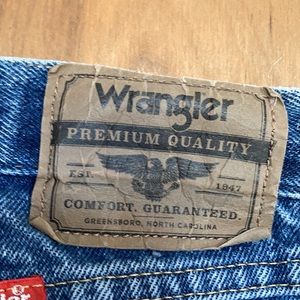 Wrangler
PREMIUM QUALITY
EST. 1947
COMFORT. GUARANTEED.
GREENSBORO, NORTH CAROLINA